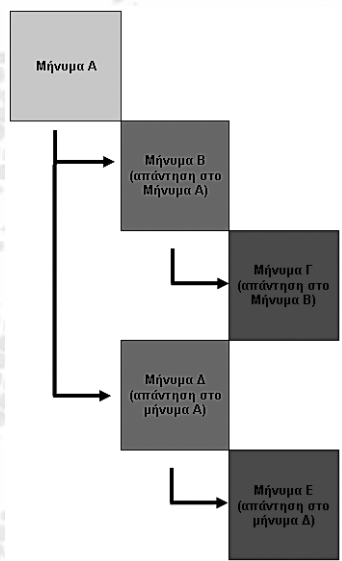 Μήνυμα Α
Μήνυμα Β
(απάντηση στο
Μήνυμα Α)
Μήνυμα Γ
(απάντηση στο
Μήνυμα Β)
Μήνυμα Δ
(απάντηση στο
μήνυμα Α)
Μήνυμα Ε
(απάντηση στο
μήνυμα Δ)